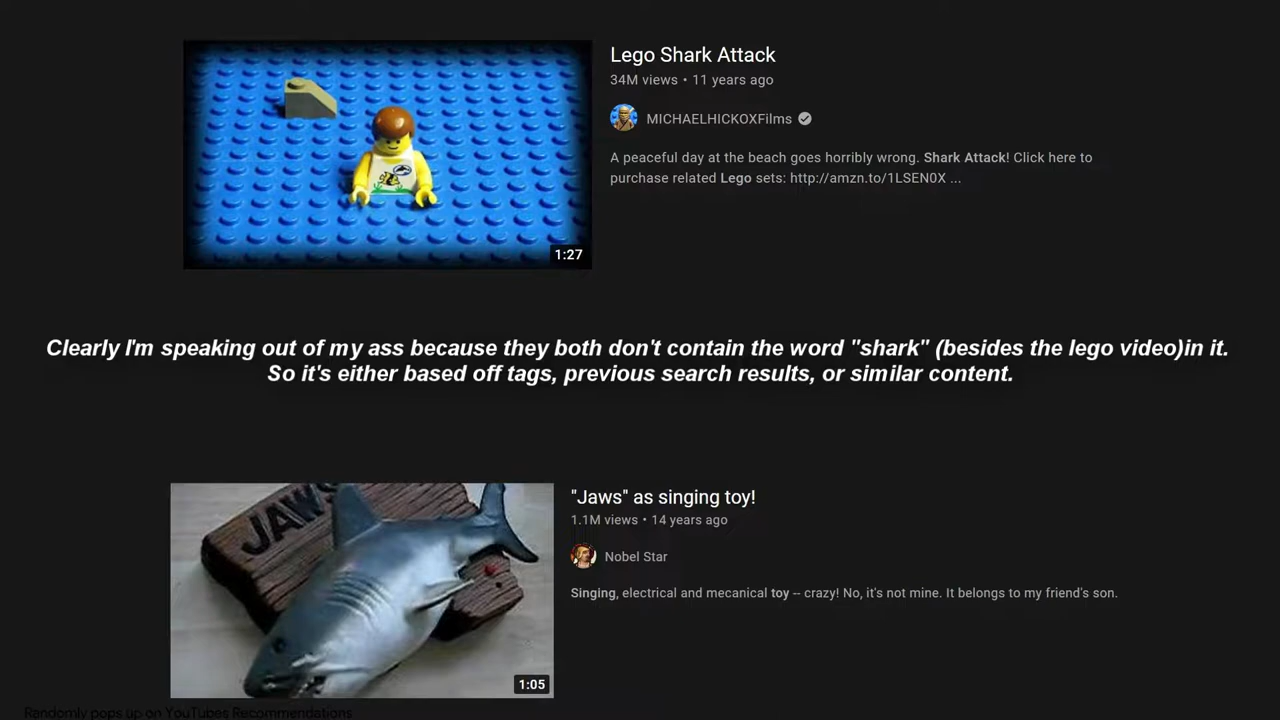 Lego Shark Attack
34M views • 11 years ago
MICHAELHICKOXFilms
A peaceful day at the beach goes horribly wrong. Shark Attack! Click here to
purchase related Lego sets: http://amzn.to/1LSEN0X ...
1:27
Clearly I'm speaking out of my ass because they both don't contain the word "shark" (besides the lego video)in it.
So it's either based off tags, previous search results, or similar content.
JAWS
"Jaws" as singing toy!
1.1M views • 14 years ago
Nobel Star
Singing, electrical and mecanical toy -- crazy! No, it's not mine. It belongs to my friend's son.
1:05
Randomly pops up on YouTubes Recommendations